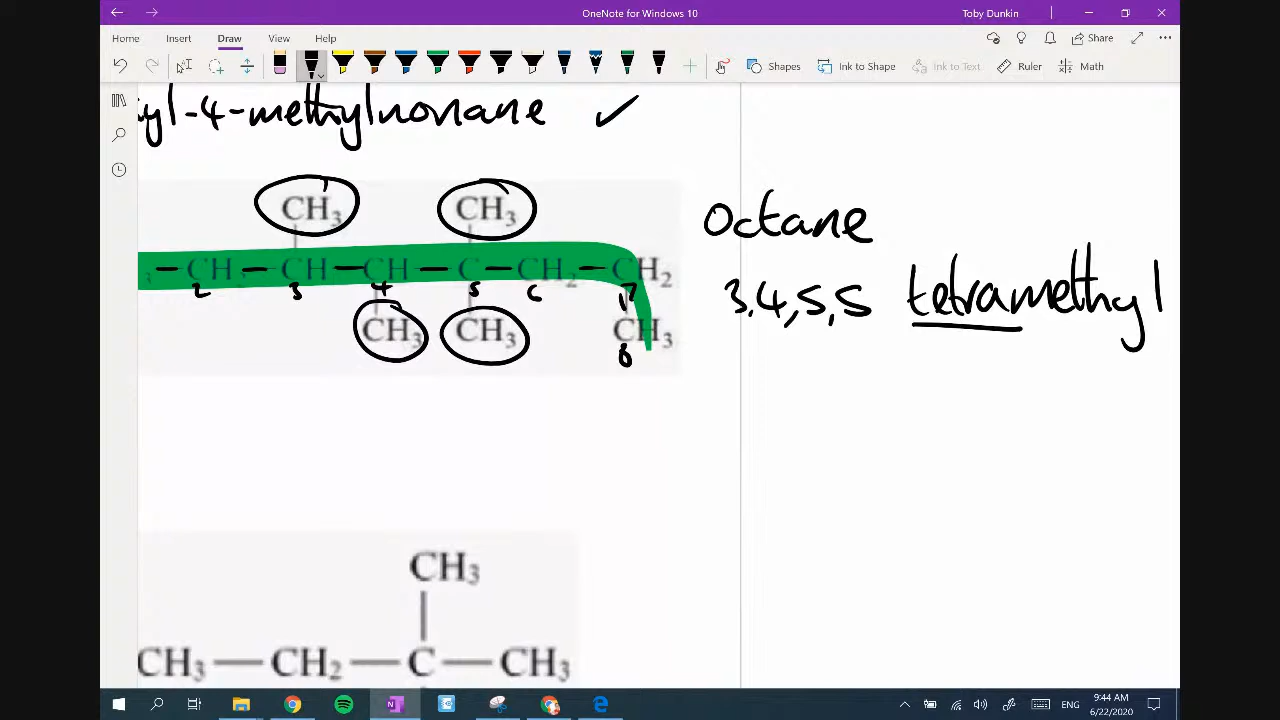 OneNote for Windows 10
Toby Dunkin
Home Insert Draw View Help
Share
Shapes Ink to Shape Ink to Text Ruler Math
yl-4-methylnonane ✓
CH₃ CH₃
₃ – CH₂ – CH – CH – C – CH₂ – CH₂
2 3 4 5 6 7
CH₃ CH₃ CH₃
8
Octane
3,4,5,5 tetramethyl
CH₃
CH₃ — CH₂ — C — CH₃
ENG 9:44 AM
6/22/2020